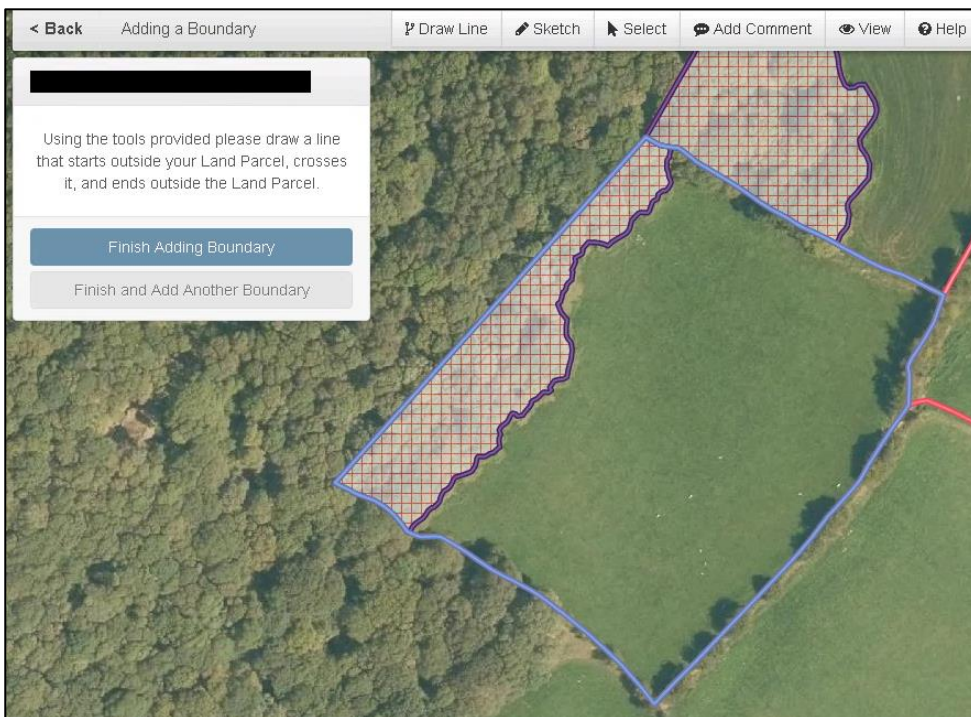 < Back Adding a Boundary Draw Line Sketch Select Add Comment View Help
Using the tools provided please draw a line
that starts outside your Land Parcel, crosses
it, and ends outside the Land Parcel.
Finish Adding Boundary
Finish and Add Another Boundary